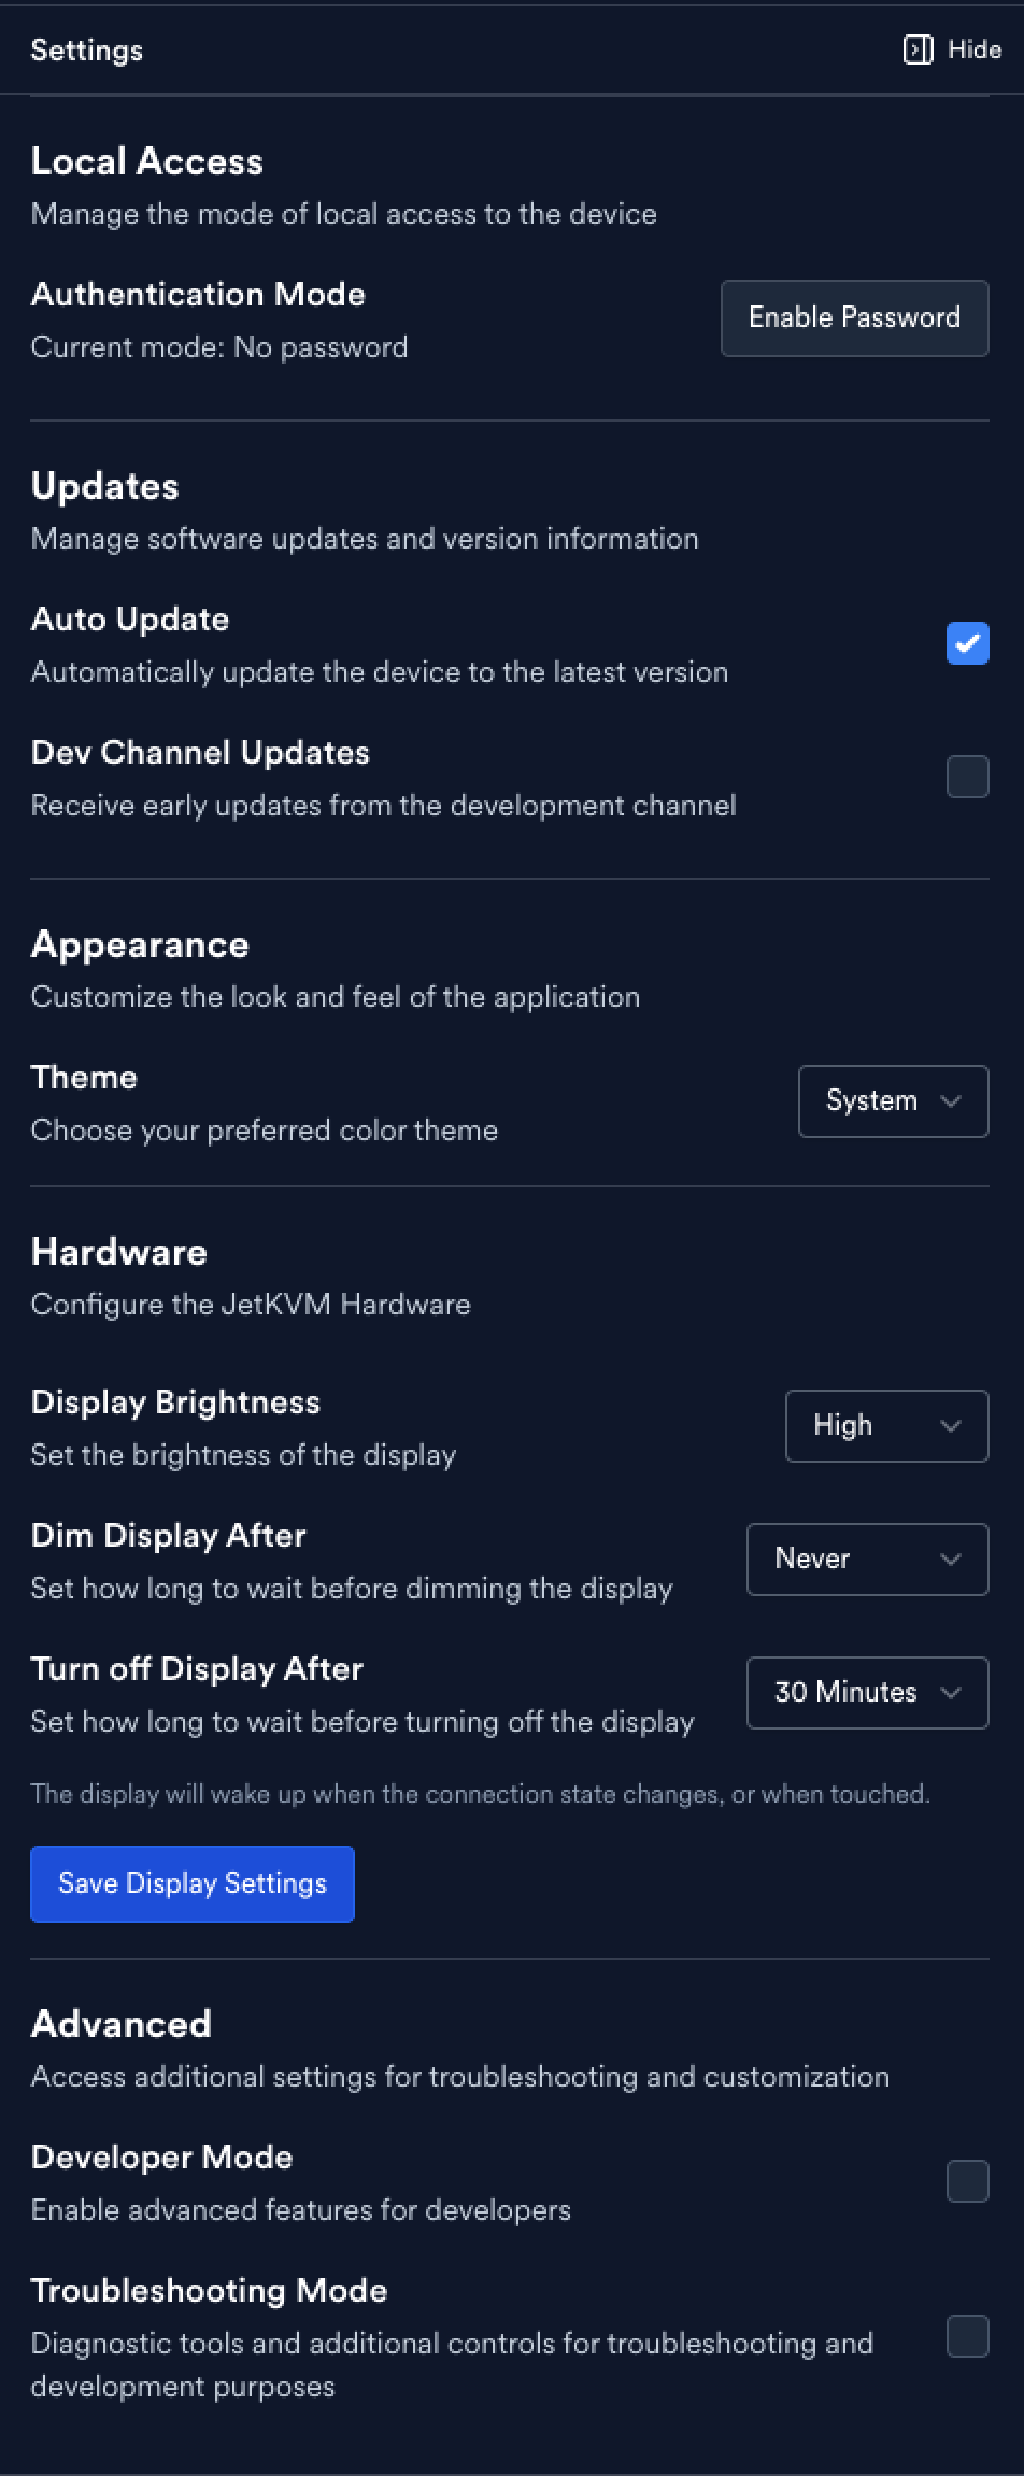 Settings
Hide
Local Access
Manage the mode of local access to the device
Authentication Mode
Current mode: No password
Enable Password
Updates
Manage software updates and version information
Auto Update
Automatically update the device to the latest version
Dev Channel Updates
Receive early updates from the development channel
Appearance
Customize the look and feel of the application
Theme
Choose your preferred color theme
System
Hardware
Configure the JetKVM Hardware
Display Brightness
Set the brightness of the display
High
Dim Display After
Set how long to wait before dimming the display
Never
Turn off Display After
Set how long to wait before turning off the display
30 Minutes
The display will wake up when the connection state changes, or when touched.
Save Display Settings
Advanced
Access additional settings for troubleshooting and customization
Developer Mode
Enable advanced features for developers
Troubleshooting Mode
Diagnostic tools and additional controls for troubleshooting and
development purposes